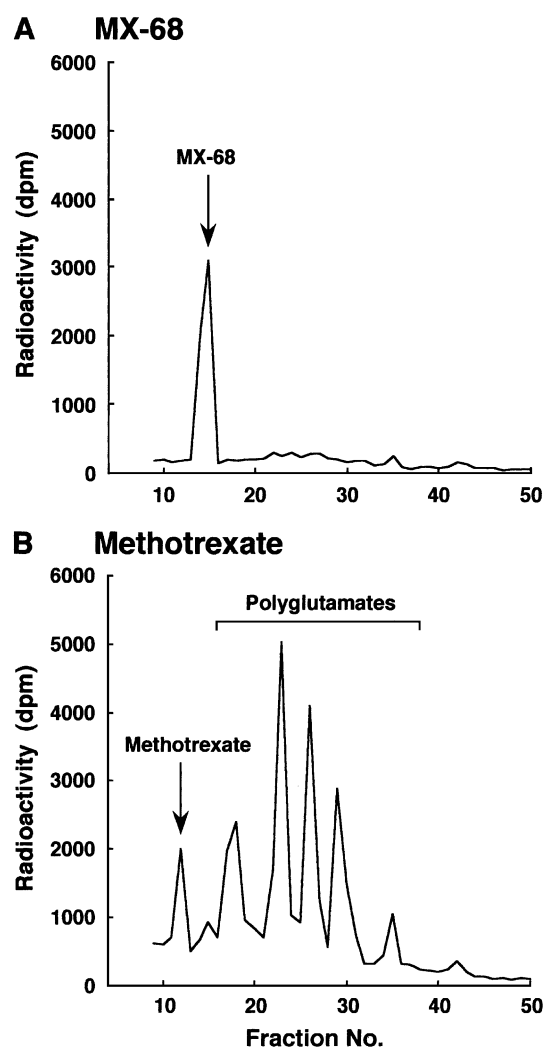 A MX-68
6000
5000
4000
3000
2000
1000
0
Radioactivity (dpm)
MX-68
10 20 30 40 50
B Methotrexate
6000
5000
4000
3000
2000
1000
0
Radioactivity (dpm)
Polyglutamates
Methotrexate
10 20 30 40 50
Fraction No.